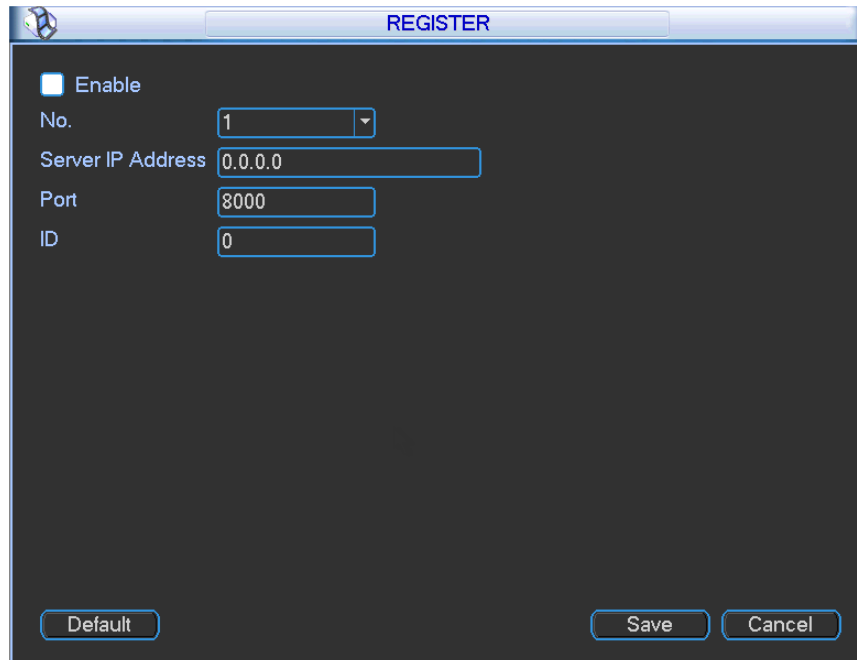 REGISTER
Enable
No. 1
Server IP Address 0.0.0.0
Port 8000
ID 0
Default Save Cancel